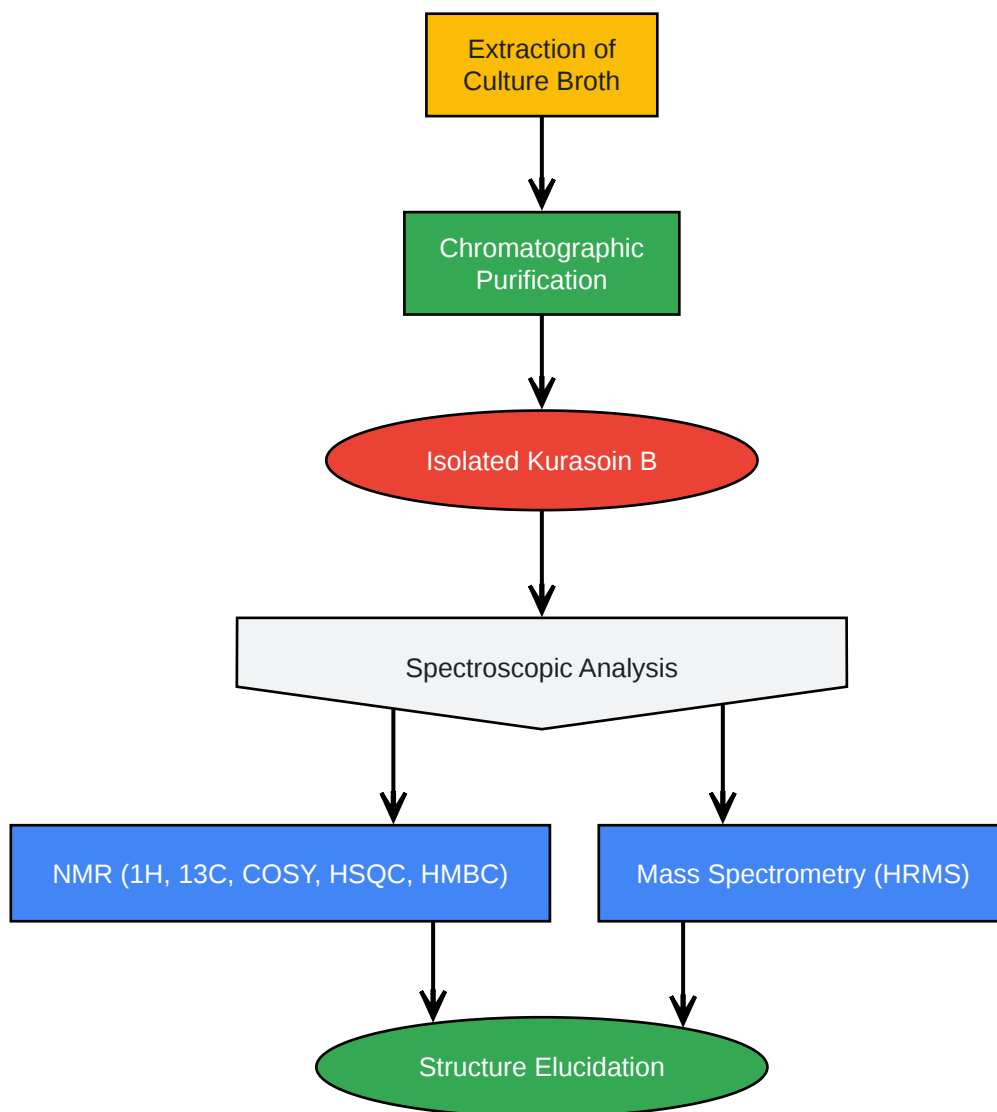 Extraction of
Culture Broth
Chromatographic
Purification
Isolated Kurasoin B
Spectroscopic Analysis
NMR (1H, 13C, COSY, HSQC, HMBC)
Mass Spectrometry (HRMS)
Structure Elucidation